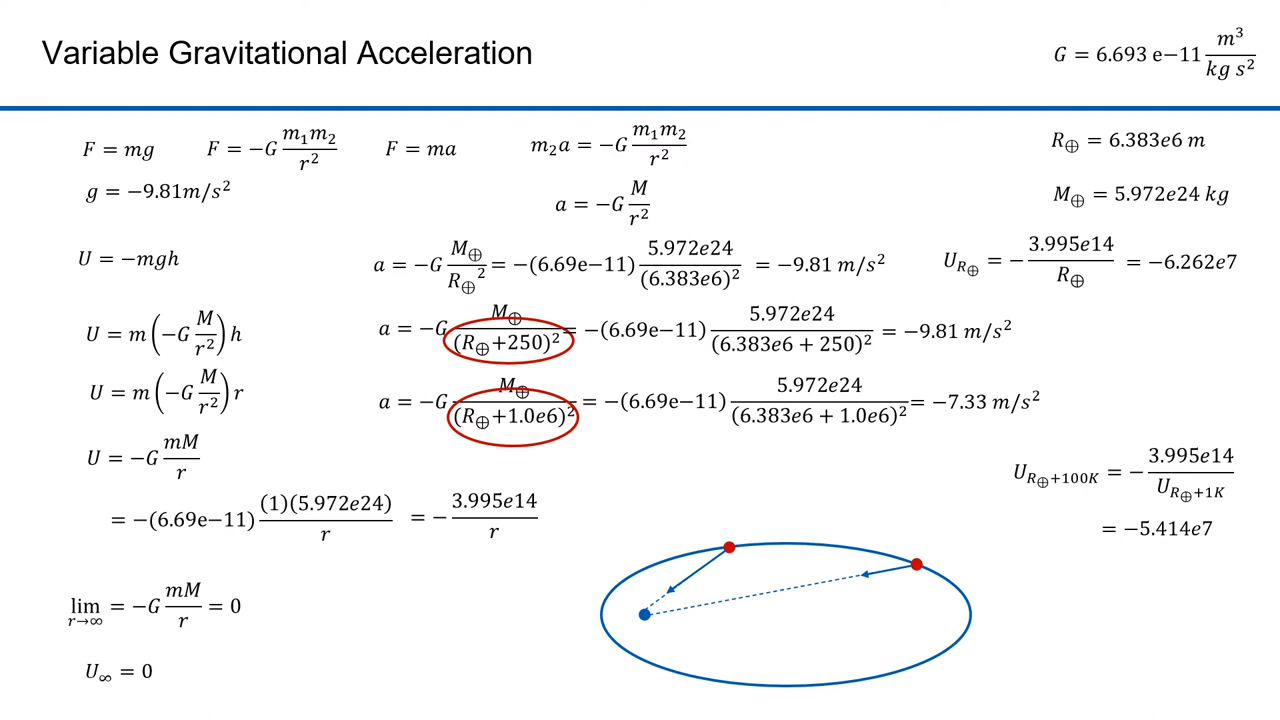 Variable Gravitational Acceleration
G = 6.693 e−11 m³/(kg s²)
F = mg    F = −G m₁m₂/r²    F = ma    m₂a = −G m₁m₂/r²    R⊕ = 6.383e6 m
g = −9.81m/s²    a = −G M/r²    M⊕ = 5.972e24 kg
U = −mgh    a = −G M⊕/R⊕² = −(6.69e−11) 5.972e24/(6.383e6)² = −9.81 m/s²    U_R⊕ = − 3.995e14/R⊕ = −6.262e7
U = m(−G M/r²)h    a = −G M⊕/(R⊕+250)² = −(6.69e−11) 5.972e24/(6.383e6 + 250)² = −9.81 m/s²
U = m(−G M/r²)r    a = −G M⊕/(R⊕+1.0e6)² = −(6.69e−11) 5.972e24/(6.383e6 + 1.0e6)² = −7.33 m/s²
U = −G mM/r    U_R⊕+100K = − 3.995e14/U_R⊕+1K
= −(6.69e−11) (1)(5.972e24)/r = − 3.995e14/r    = −5.414e7
lim r→∞ = −G mM/r = 0
U∞ = 0